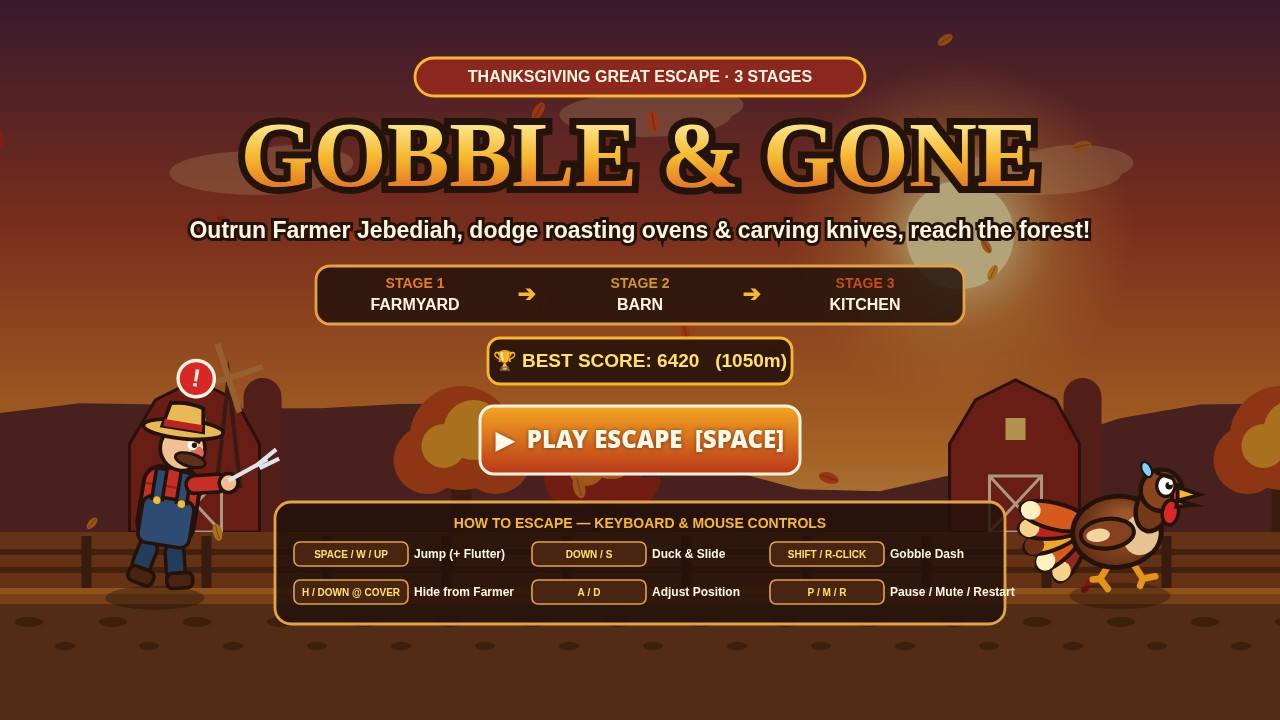 THANKSGIVING GREAT ESCAPE · 3 STAGES
GOBBLE & GONE
Outrun Farmer Jebediah, dodge roasting ovens & carving knives, reach the forest!
STAGE 1 STAGE 2 STAGE 3
FARMYARD ➔ BARN ➔ KITCHEN
🏆 BEST SCORE: 6420 (1050m)
!
▶ PLAY ESCAPE [SPACE]
HOW TO ESCAPE — KEYBOARD & MOUSE CONTROLS
SPACE / W / UP Jump (+ Flutter) DOWN / S Duck & Slide SHIFT / R-CLICK Gobble Dash
H / DOWN @ COVER Hide from Farmer A / D Adjust Position P / M / R Pause / Mute / Restart